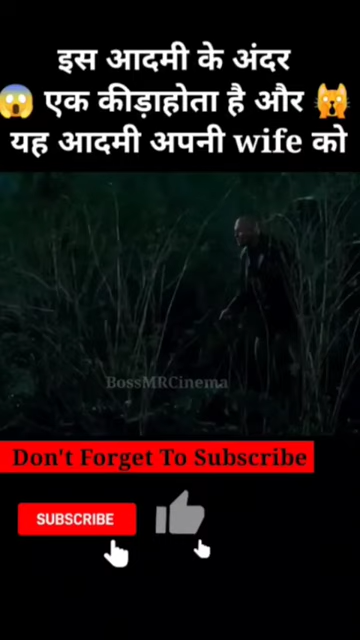 इस आदमी के अंदर
😱 एक कीड़ाहोता है और 🙀
यह आदमी अपनी wife को
BossMRCinema
Don't Forget To Subscribe
SUBSCRIBE